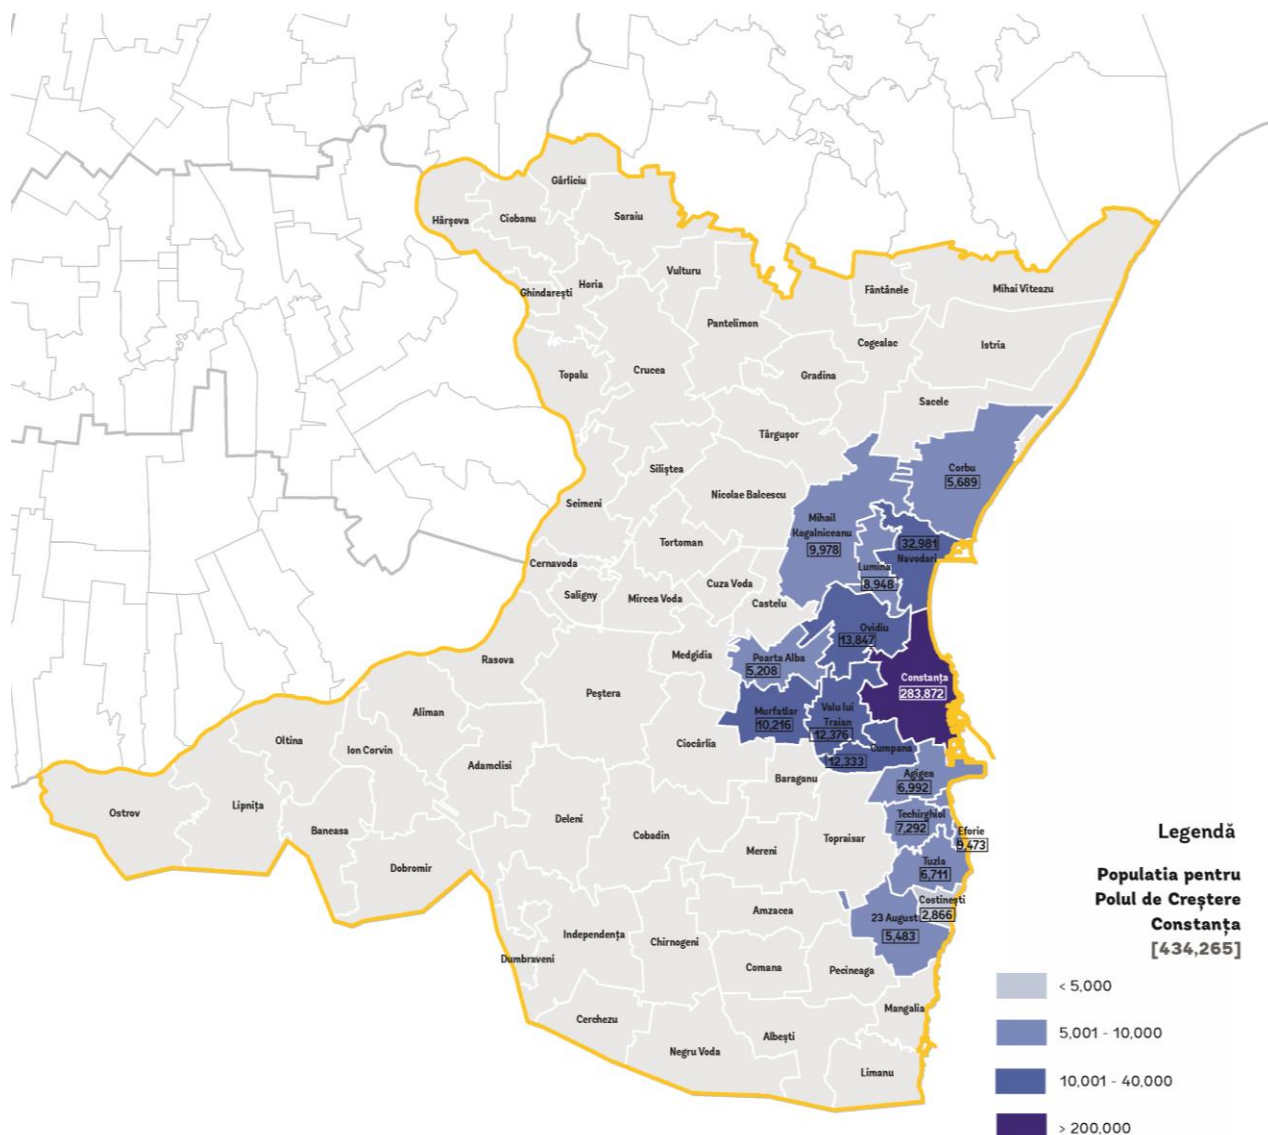 Gârliciu
Hârșova
Ciobanu
Saraiu
Vulturu
Horia
Ghindarești
Fântânele
Mihai Viteazu
Pantelimon
Cogealac
Istria
Topalu
Crucea
Gradina
Sacele
Târgușor
Siliștea
Corbu
5,689
Nicolae Balcescu
Seimeni
Mihail
Kogalniceanu
9,978
Tortoman
32,981
Navodari
Cernavoda
Lumina
8,948
Cuza Voda
Saligny
Mircea Voda
Castelu
Ovidiu
13,847
Rasova
Medgidia
Poarta Alba
5,208
Constanța
283,872
Peștera
Aliman
Murfatlar
10,216
Valu lui
Traian
12,376
Oltina
Ion Corvin
Ciocârlia
Cumpana
12,333
Adamclisi
Baraganu
Agigea
6,992
Ostrov
Lipnița
Baneasa
Deleni
Cobadin
Topraisar
Techirghiol
7,292
Eforie
9,473
Mereni
Dobromir
Tuzla
6,711
Costinești
2,866
Amzacea
23 August
5,483
Independența
Chirnogeni
Dumbraveni
Comana
Pecineaga
Mangalia
Cerchezu
Albești
Negru Voda
Limanu
Legendă
Populatia pentru
Polul de Creștere
Constanța
[434,265]
< 5,000
5,001 - 10,000
10,001 - 40,000
> 200,000